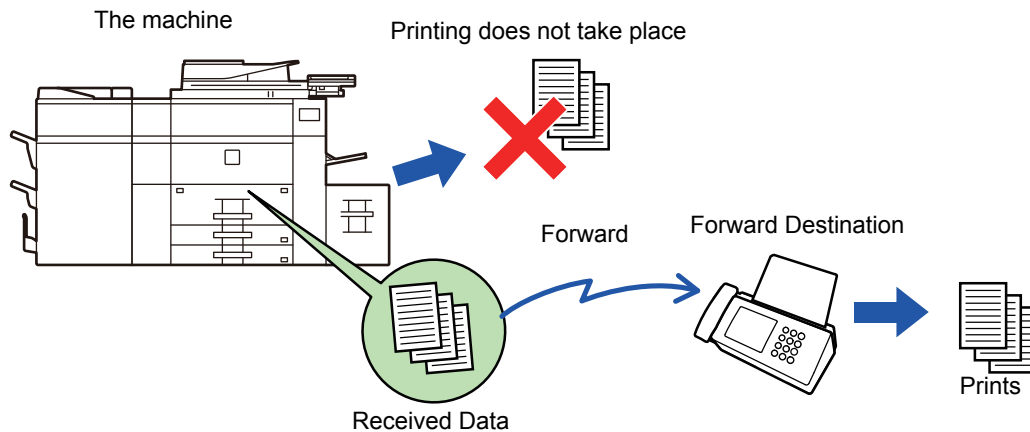 The machine
Printing does not take place
Forward
Forward Destination
Prints
Received Data